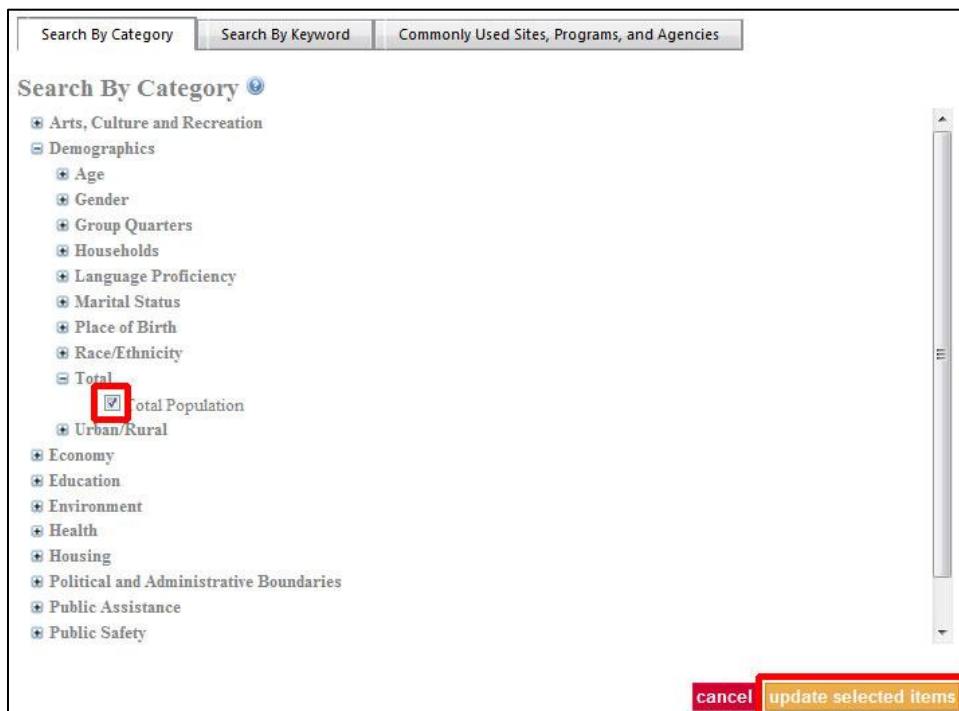 Search By Category Search By Keyword Commonly Used Sites, Programs, and Agencies
Search By Category
Arts, Culture and Recreation
Demographics
Age
Gender
Group Quarters
Households
Language Proficiency
Marital Status
Place of Birth
Race/Ethnicity
Total
Total Population
Urban/Rural
Economy
Education
Environment
Health
Housing
Political and Administrative Boundaries
Public Assistance
Public Safety
cancel update selected items